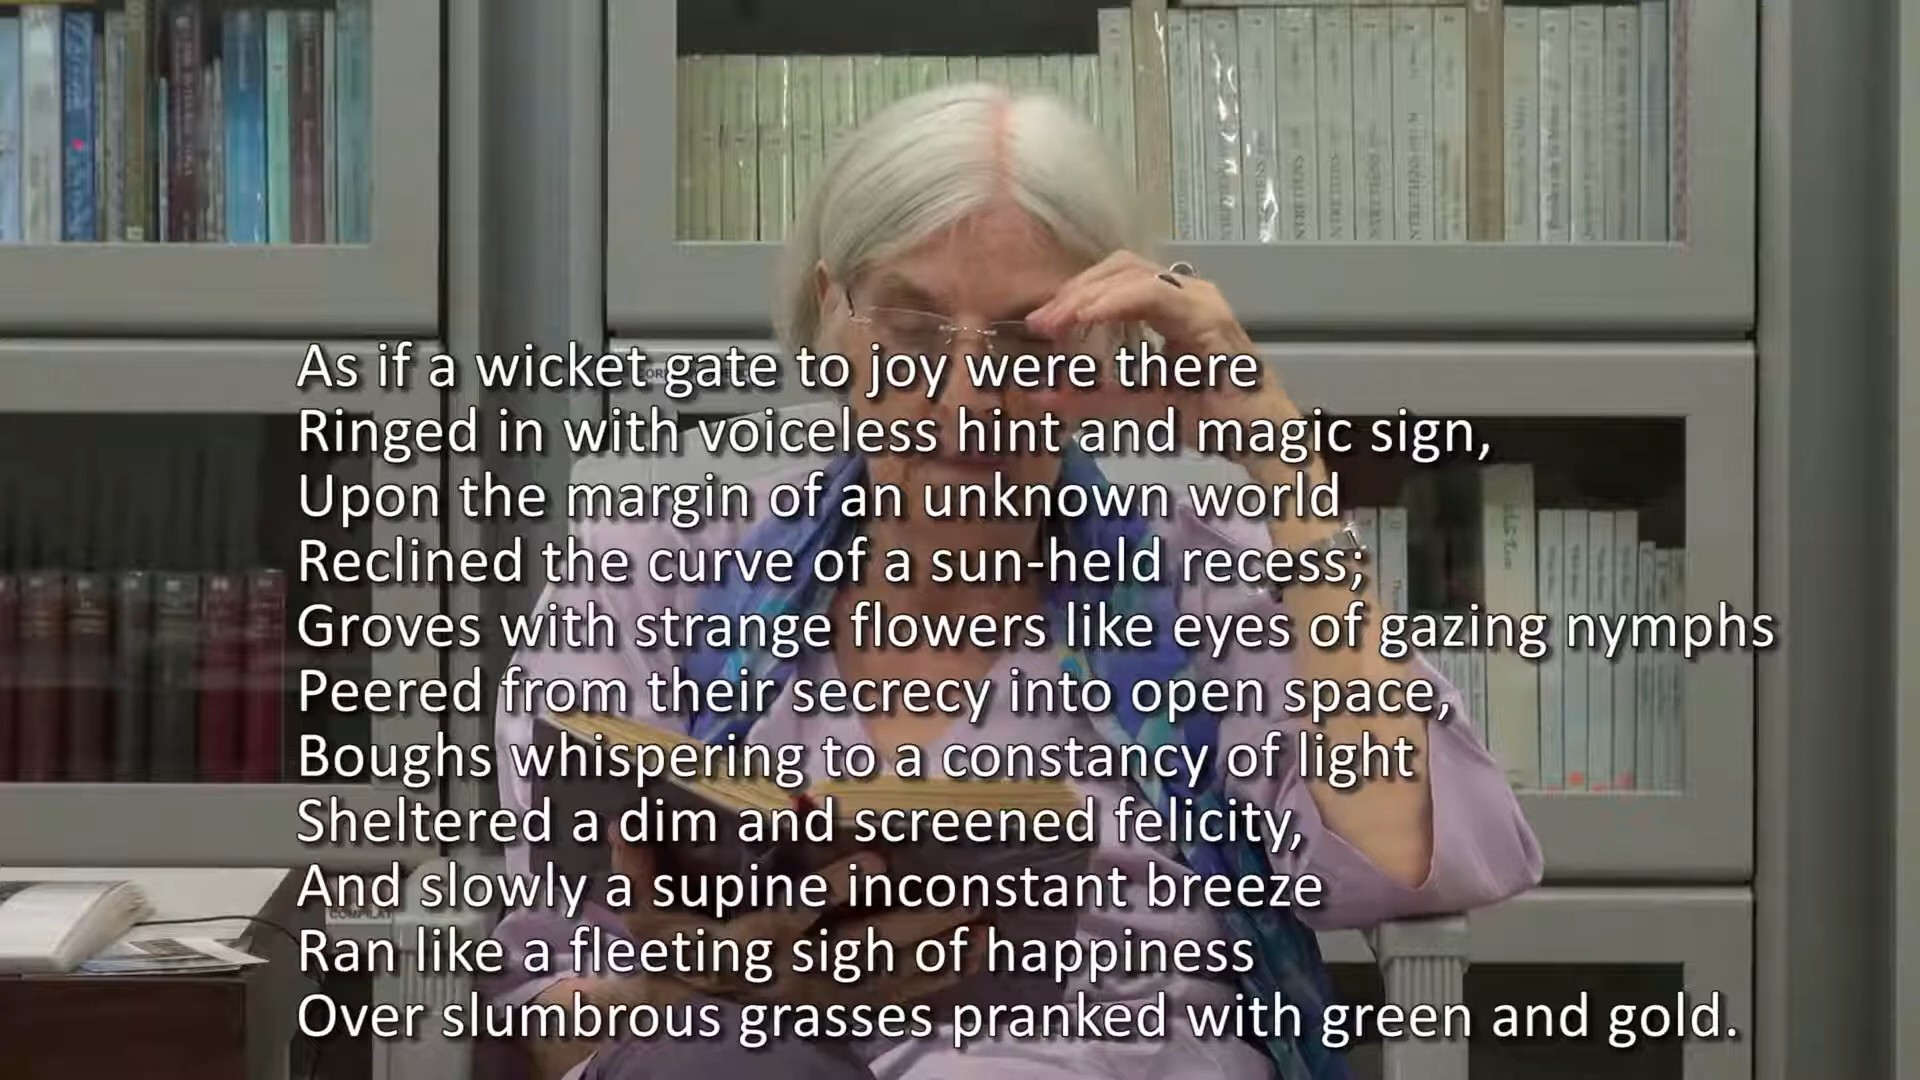 As if a wicket gate to joy were there
Ringed in with voiceless hint and magic sign,
Upon the margin of an unknown world
Reclined the curve of a sun-held recess;
Groves with strange flowers like eyes of gazing nymphs
Peered from their secrecy into open space,
Boughs whispering to a constancy of light
Sheltered a dim and screened felicity,
And slowly a supine inconstant breeze
Ran like a fleeting sigh of happiness
Over slumbrous grasses pranked with green and gold.